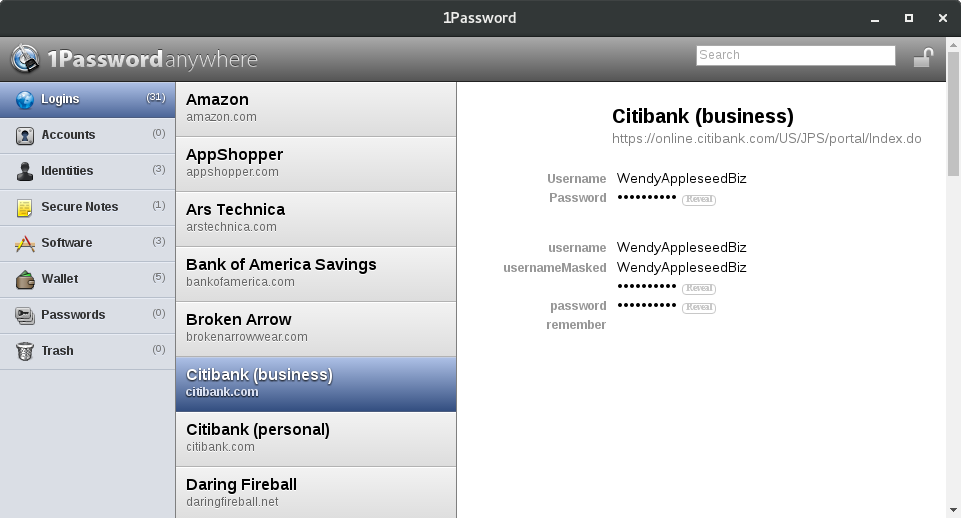 1Password
1Passwordanywhere
Search
Logins (31)
Accounts (0)
Identities (3)
Secure Notes (1)
Software (3)
Wallet (5)
Passwords (0)
Trash (0)
Amazon
amazon.com
AppShopper
appshopper.com
Ars Technica
arstechnica.com
Bank of America Savings
bankofamerica.com
Broken Arrow
brokenarrowwear.com
Citibank (business)
citibank.com
Citibank (personal)
citibank.com
Daring Fireball
daringfireball.net
Citibank (business)
https://online.citibank.com/US/JPS/portal/Index.do
Username WendyAppleseedBiz
Password •••••••••• Reveal
username WendyAppleseedBiz
usernameMasked WendyAppleseedBiz
•••••••••• Reveal
password •••••••••• Reveal
remember